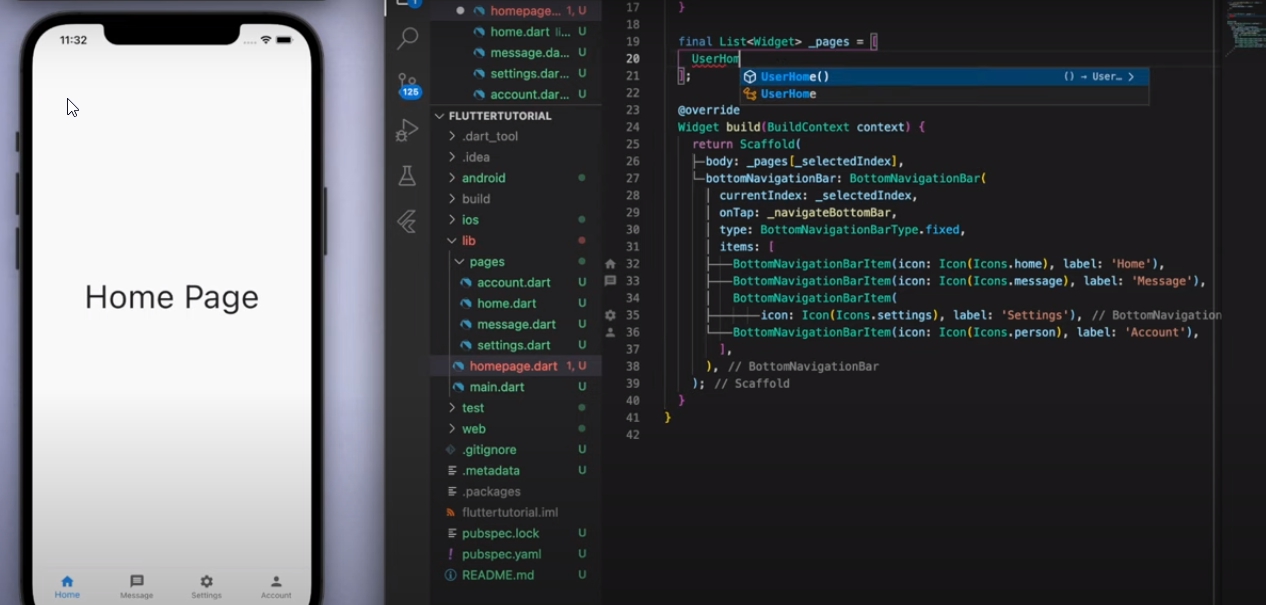 11:32
Home Page
Home
Message
Settings
Account
1
125
homepage... 1, U
home.dart li... U
message.da... U
settings.dar... U
account.dart... U
FLUTTERTUTORIAL
.dart_tool
.idea
android
build
ios
lib
pages
account.dart U
home.dart U
message.dart U
settings.dart U
homepage.dart 1, U
main.dart U
test
web
.gitignore U
.metadata U
.packages
fluttertutorial.iml
pubspec.lock U
pubspec.yaml U
README.md U
17 }
18
19 final List<Widget> _pages = [
20 UserHom
21 ];
UserHome() () → User...
UserHome
22
23 @override
24 Widget build(BuildContext context) {
25 return Scaffold(
26 body: _pages[_selectedIndex],
27 bottomNavigationBar: BottomNavigationBar(
28 currentIndex: _selectedIndex,
29 onTap: _navigateBottomBar,
30 type: BottomNavigationBarType.fixed,
31 items: [
32 BottomNavigationBarItem(icon: Icon(Icons.home), label: 'Home'),
33 BottomNavigationBarItem(icon: Icon(Icons.message), label: 'Message'),
34 BottomNavigationBarItem(
35 icon: Icon(Icons.settings), label: 'Settings'), // BottomNavigation
36 BottomNavigationBarItem(icon: Icon(Icons.person), label: 'Account'),
37 ],
38 ), // BottomNavigationBar
39 ); // Scaffold
40 }
41 }
42